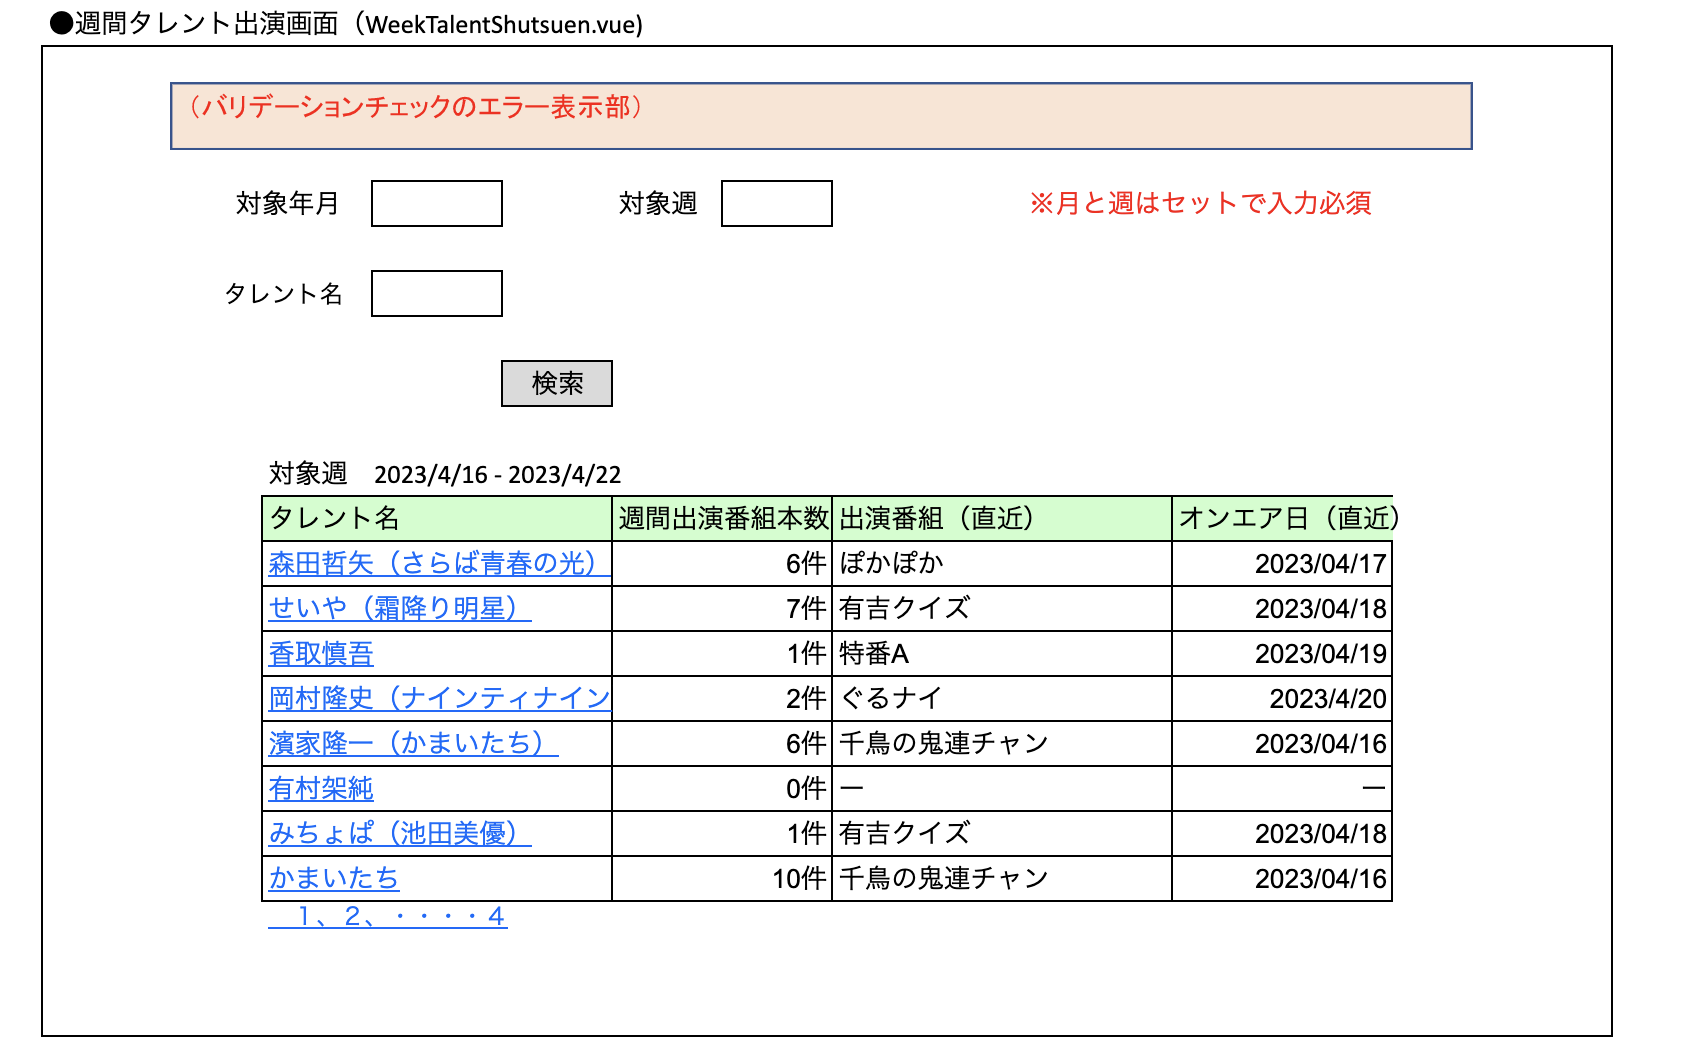 ●週間タレント出演画面（WeekTalentShutsuen.vue)
（バリデーションチェックのエラー表示部）
対象年月 対象週 ※月と週はセットで入力必須
タレント名
検索
対象週 2023/4/16 - 2023/4/22
タレント名 週間出演番組本数 出演番組（直近） オンエア日（直近）
森田哲矢（さらば青春の光） 6件 ぽかぽか 2023/04/17
せいや（霜降り明星） 7件 有吉クイズ 2023/04/18
香取慎吾 1件 特番A 2023/04/19
岡村隆史（ナインティナイン 2件 ぐるナイ 2023/4/20
濱家隆一（かまいたち） 6件 千鳥の鬼連チャン 2023/04/16
有村架純 0件 ー ー
みちょぱ（池田美優） 1件 有吉クイズ 2023/04/18
かまいたち 10件 千鳥の鬼連チャン 2023/04/16
１、２、・・・・４